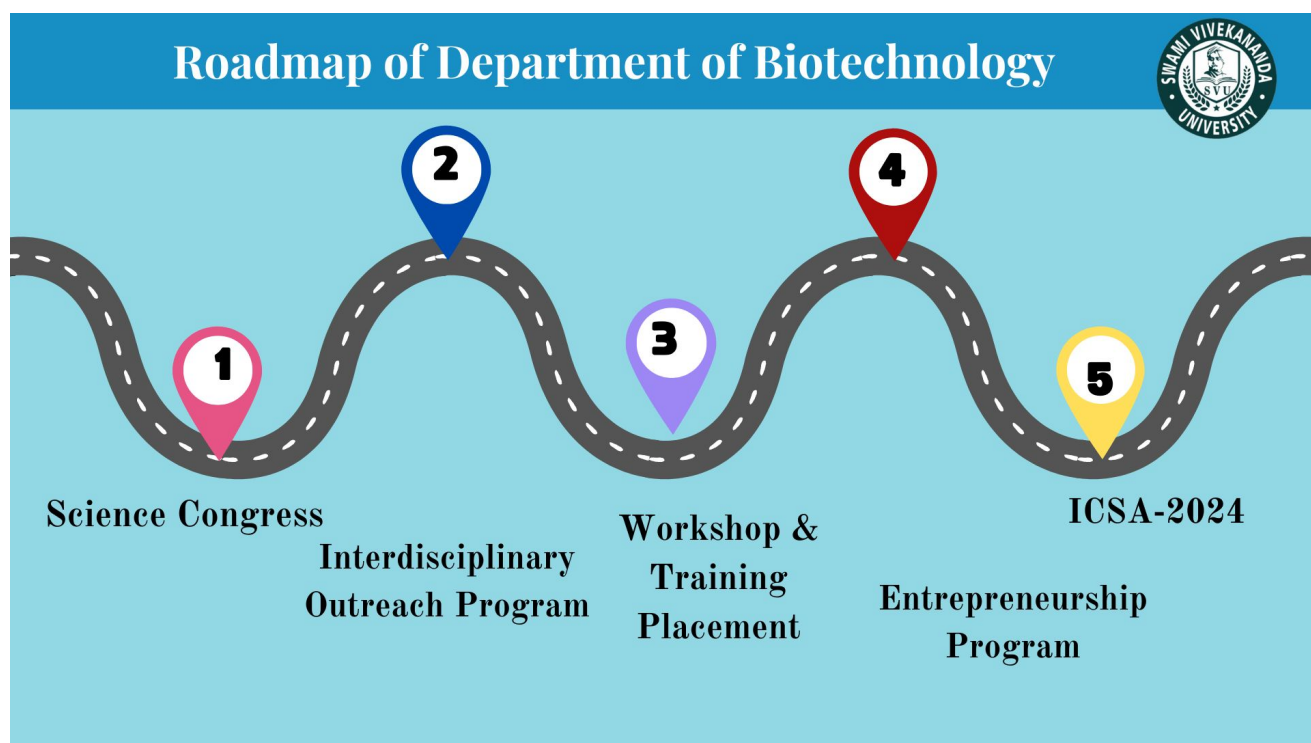 Roadmap of Department of Biotechnology
SWAMI VIVEKANANDA
SVU
UNIVERSITY
1
2
3
4
5
Science Congress
Interdisciplinary
Outreach Program
Workshop &
Training
Placement
Entrepreneurship
Program
ICSA-2024